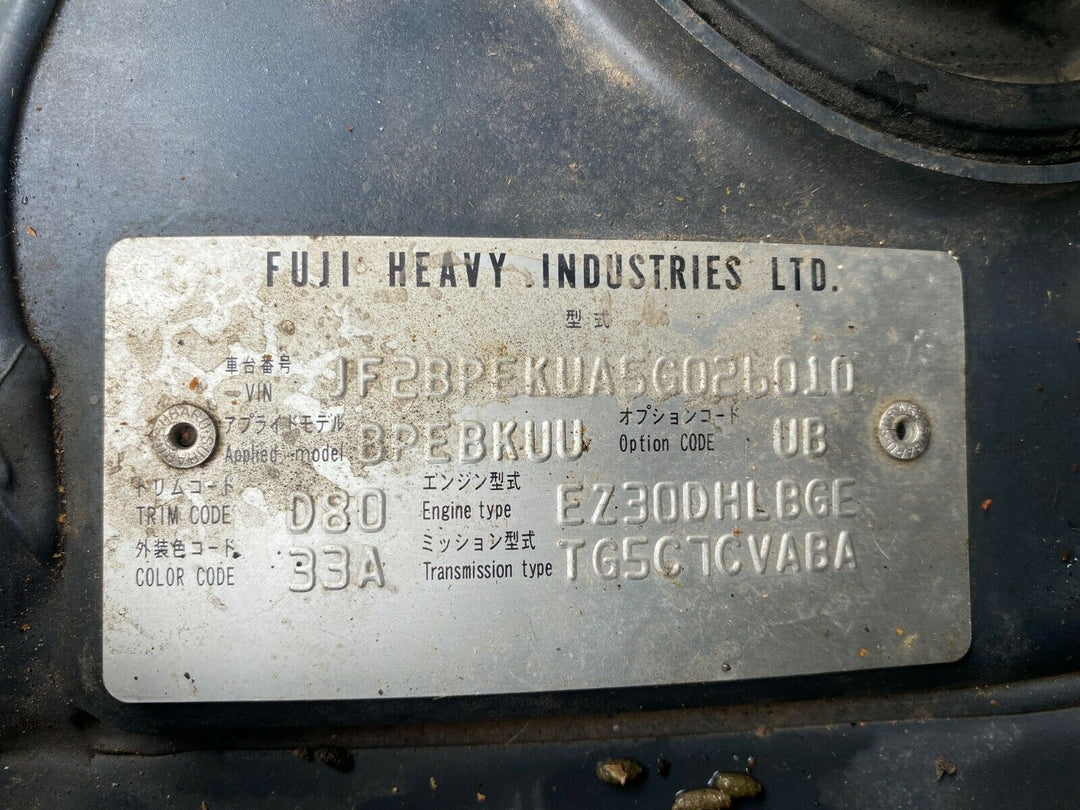 FUJI HEAVY INDUSTRIES LTD.
型式
車台番号
-VIN JF2BPEKUA5G026010
アプライドモデル オプションコード
Applied model BPEBKUU Option CODE UB
トリムコード エンジン型式
TRIM CODE D80 Engine type EZ30DHLBGE
外装色コード ミッション型式
COLOR CODE 33A Transmission type TG5C7CVABA